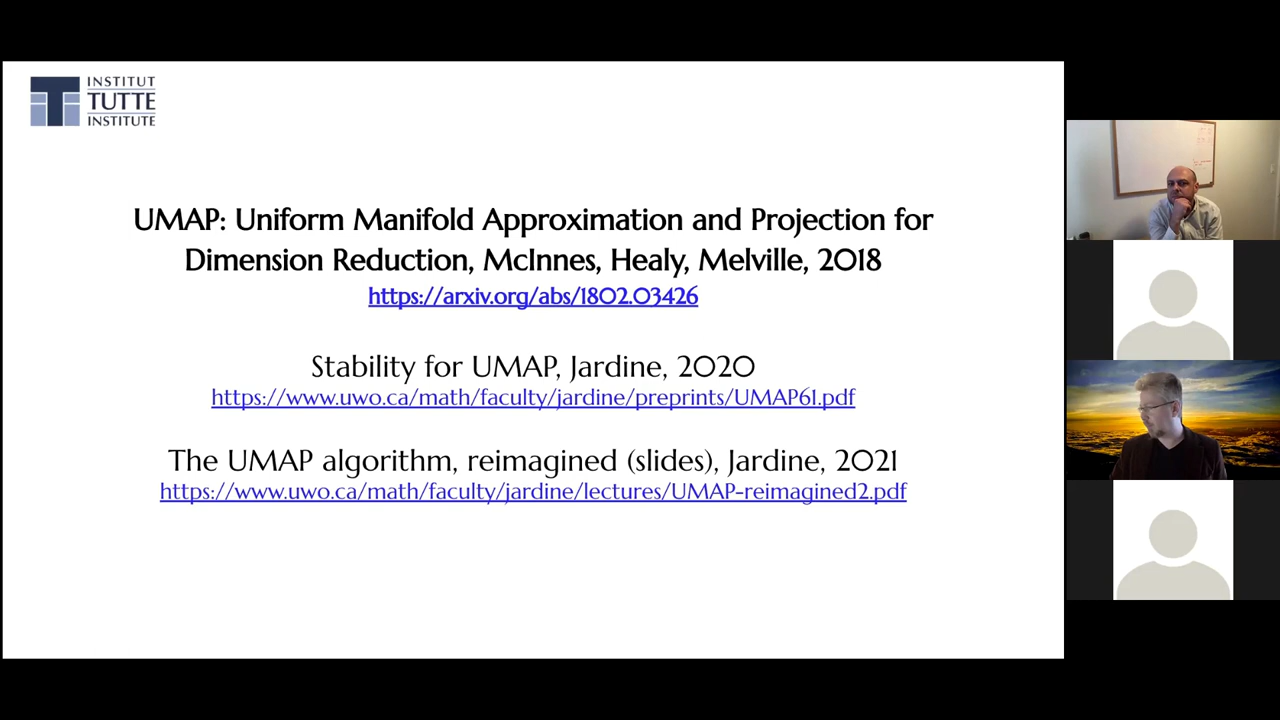 INSTITUT
TUTTE
INSTITUTE
UMAP: Uniform Manifold Approximation and Projection for
Dimension Reduction, McInnes, Healy, Melville, 2018
https://arxiv.org/abs/1802.03426
Stability for UMAP, Jardine, 2020
https://www.uwo.ca/math/faculty/jardine/preprints/UMAP61.pdf
The UMAP algorithm, reimagined (slides), Jardine, 2021
https://www.uwo.ca/math/faculty/jardine/lectures/UMAP-reimagined2.pdf